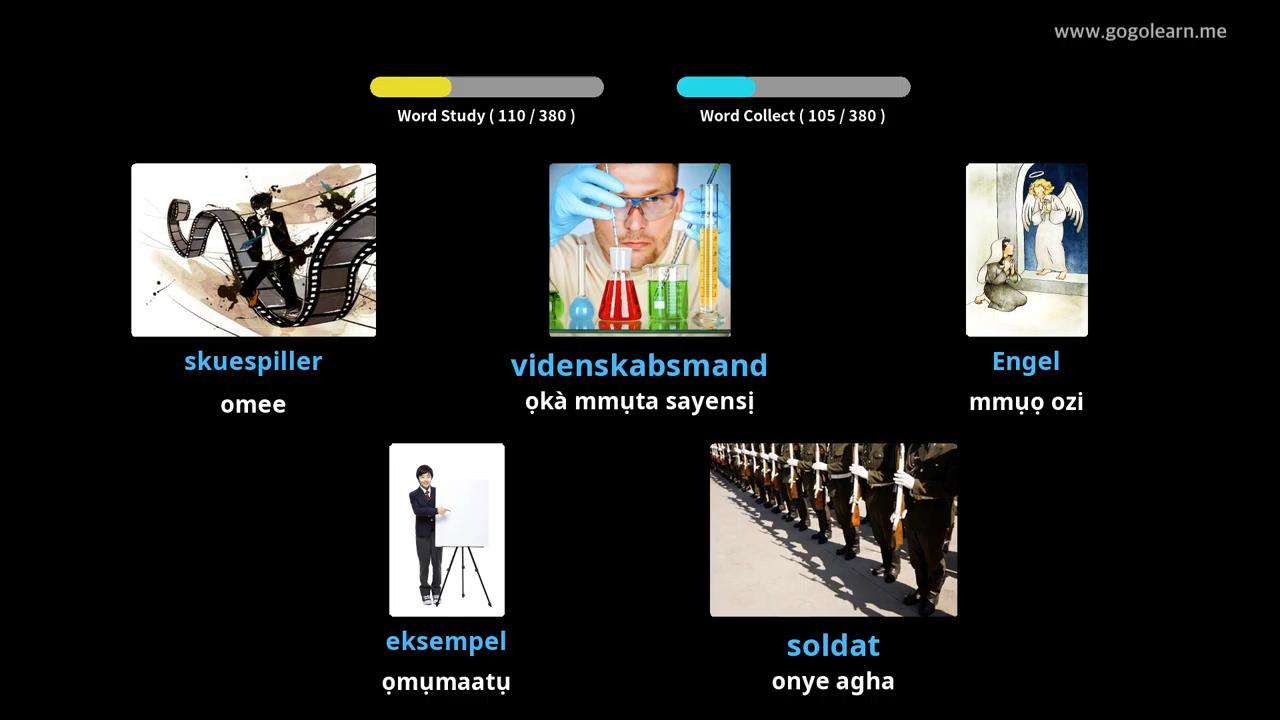 www.gogolearn.me
Word Study ( 110 / 380 )
Word Collect ( 105 / 380 )
skuespiller
omee
videnskabsmand
ọkà mmụta sayensị
Engel
mmụọ ozi
eksempel
ọmụmaatụ
soldat
onye agha